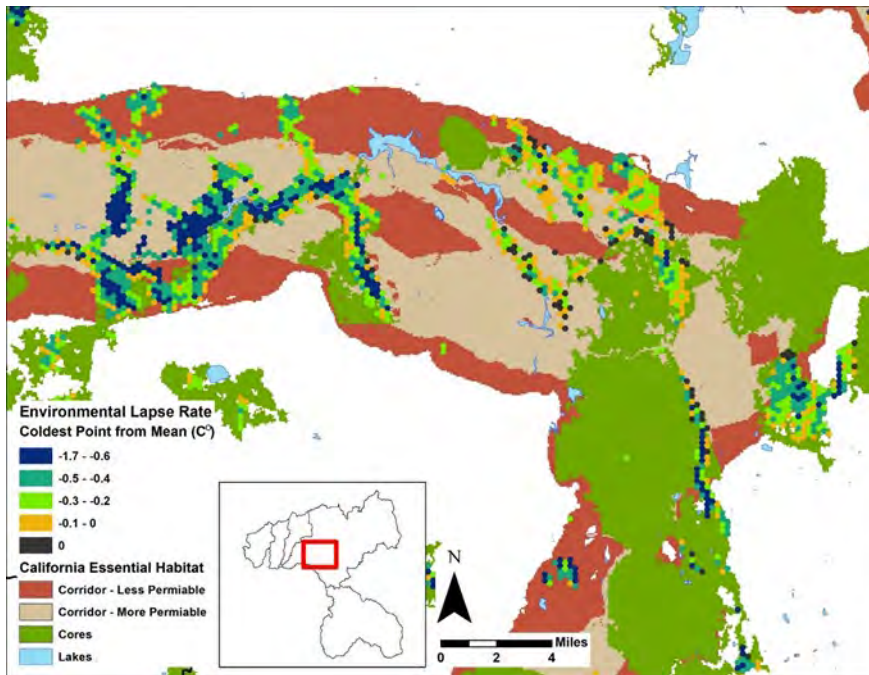 Environmental Lapse Rate
Coldest Point from Mean (C°)
-1.7 - -0.6
-0.5 - -0.4
-0.3 - -0.2
-0.1 - 0
0
California Essential Habitat
Corridor - Less Permiable
Corridor - More Permiable
Cores
Lakes
N
Miles
0 2 4